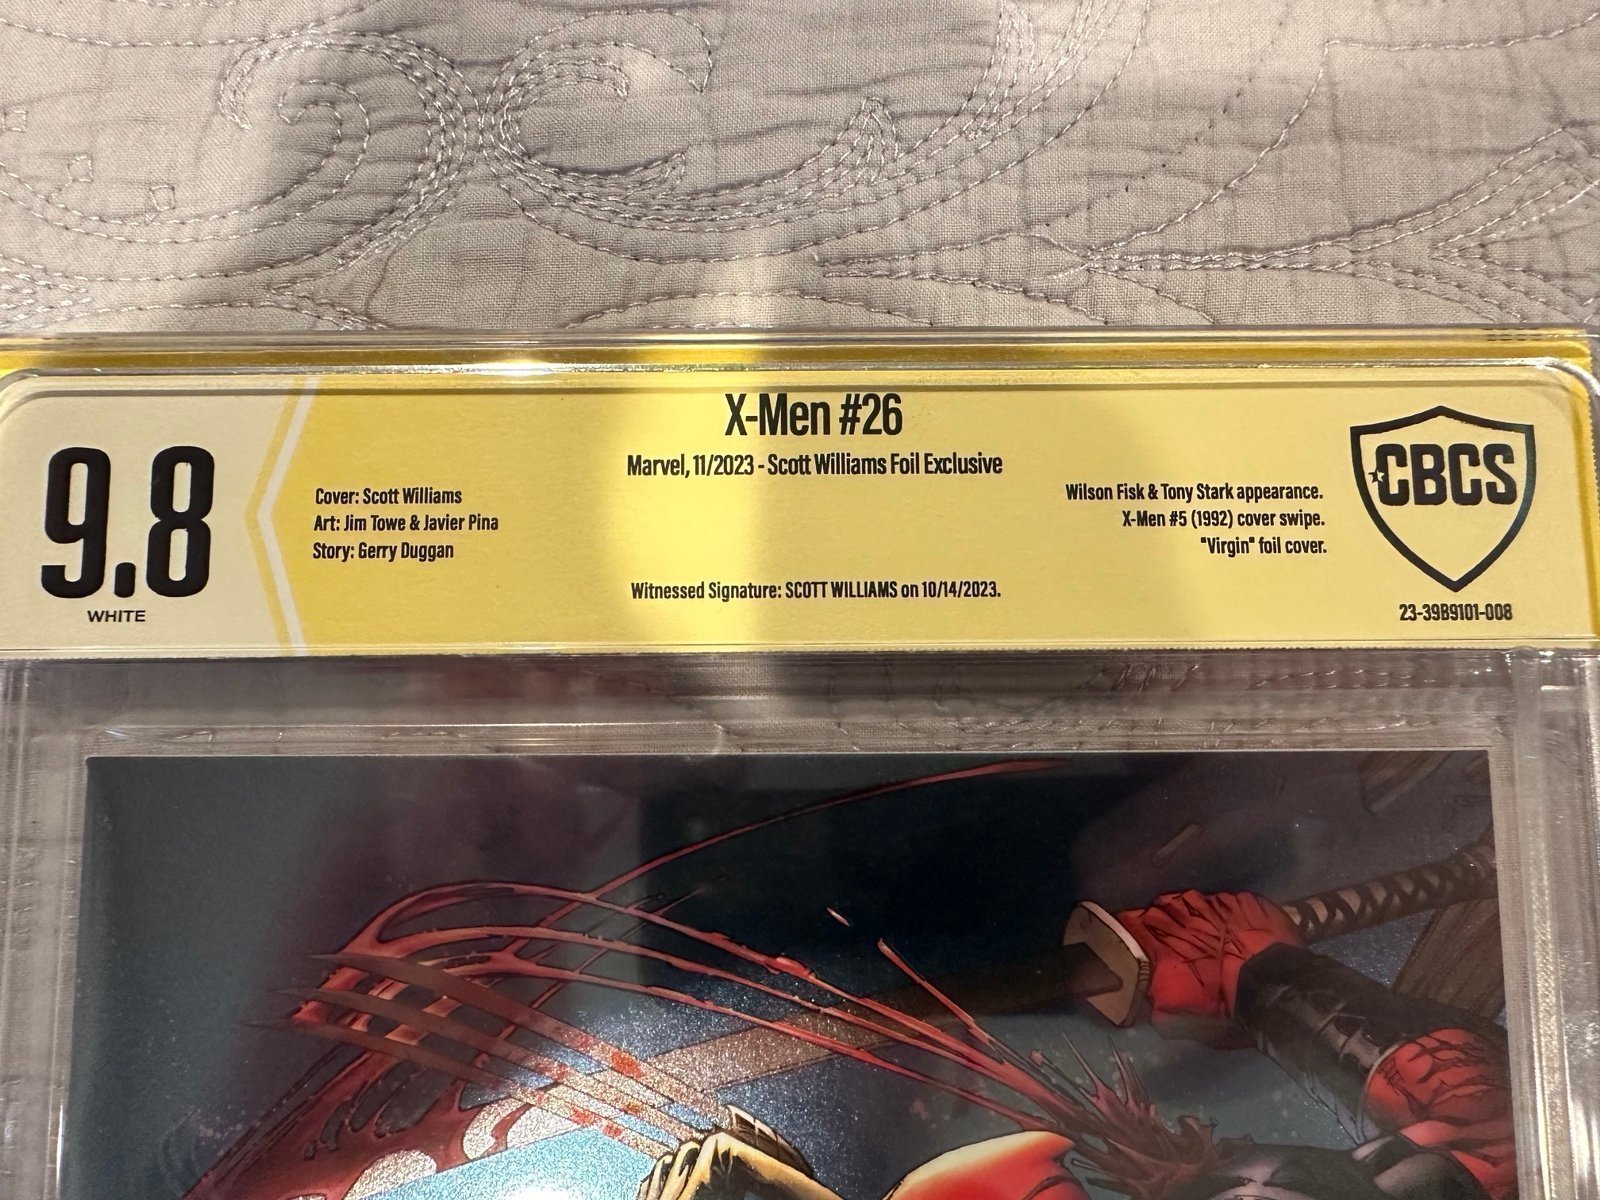 X-Men #26
Marvel, 11/2023 - Scott Williams Foil Exclusive
9.8
WHITE
Cover: Scott Williams
Art: Jim Towe & Javier Pina
Story: Gerry Duggan
Witnessed Signature: SCOTT WILLIAMS on 10/14/2023.
Wilson Fisk & Tony Stark appearance.
X-Men #5 (1992) cover swipe.
"Virgin" foil cover.
CBCS
23-39B9101-008